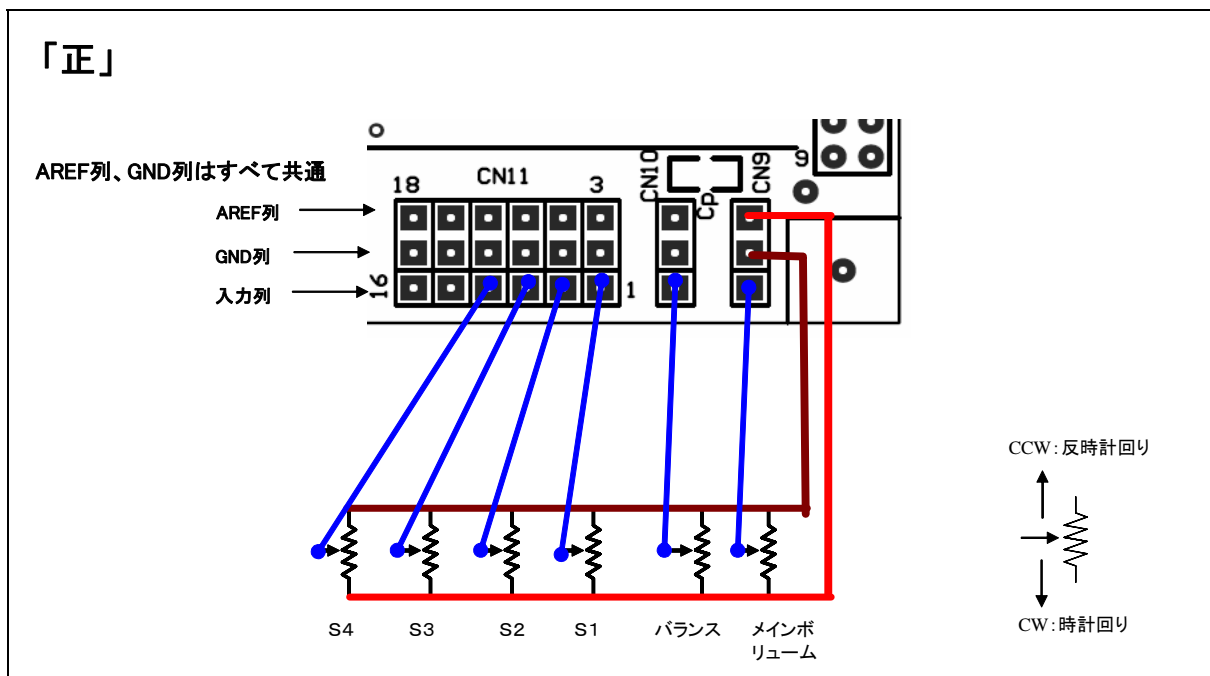 「正」
AREF列、GND列はすべて共通
AREF列
GND列
入力列
18
CN11
3
16
1
CN10
CP
CN9
9
CCW:反時計回り
CW:時計回り
S4
S3
S2
S1
バランス
メインボ
リューム